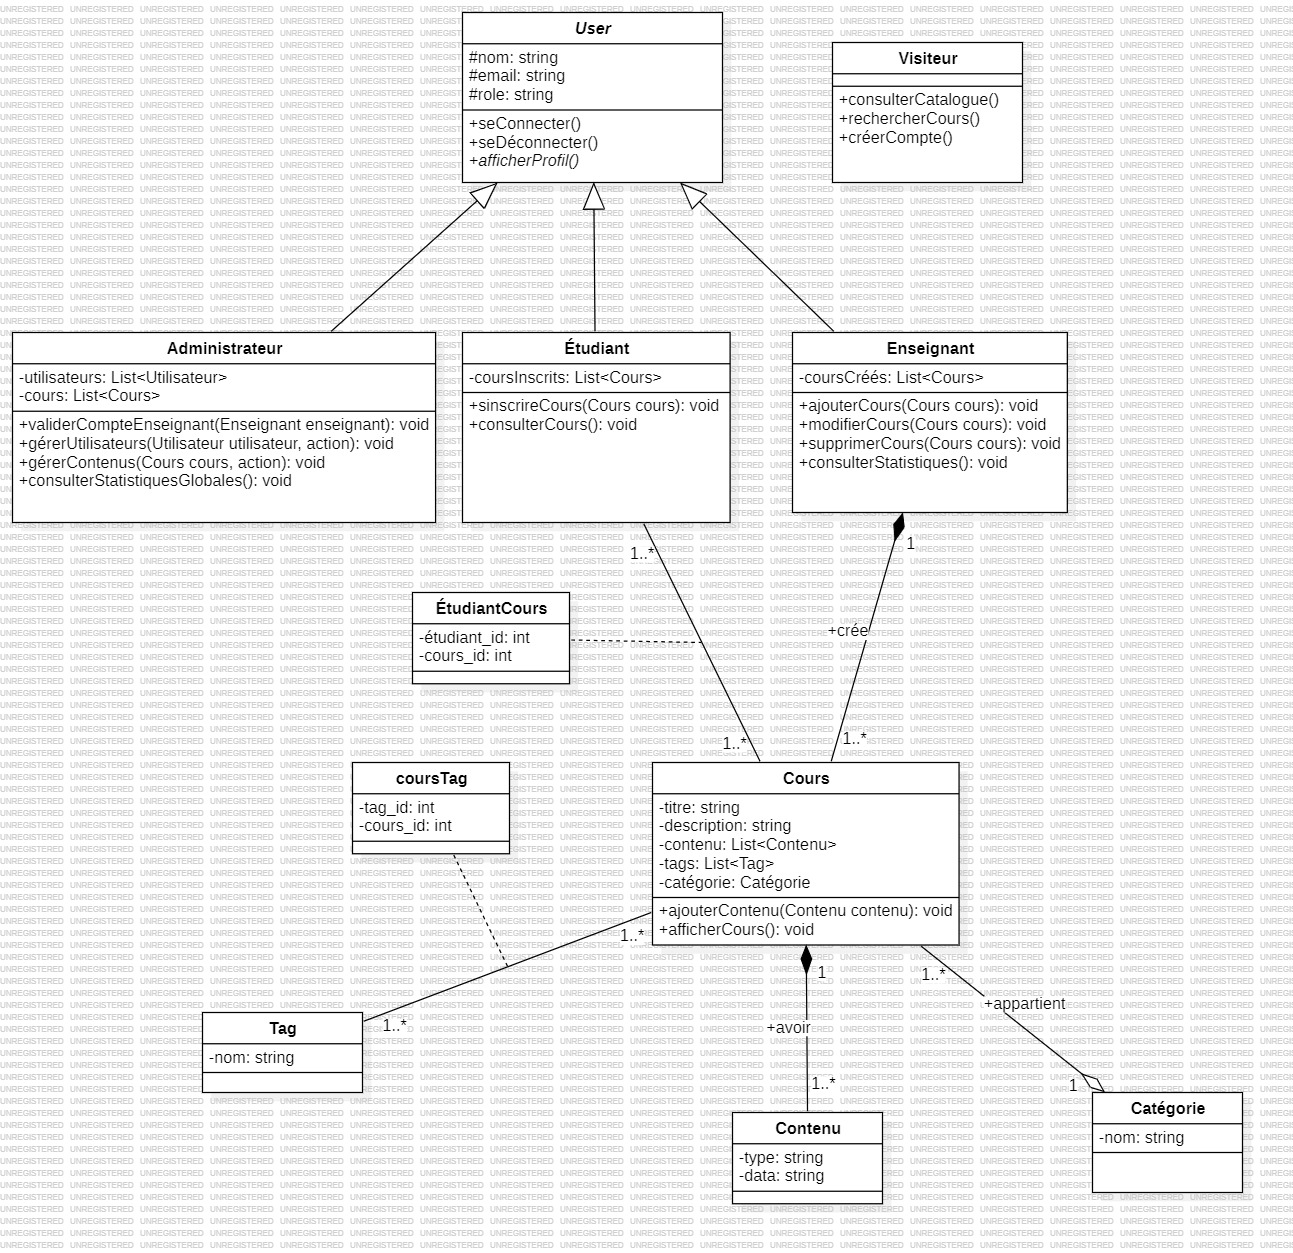 User
#nom: string
#email: string
#role: string
+seConnecter()
+seDéconnecter()
+afficherProfil()
Visiteur
+consulterCatalogue()
+rechercherCours()
+créerCompte()
Administrateur
-utilisateurs: List<Utilisateur>
-cours: List<Cours>
+validerCompteEnseignant(Enseignant enseignant): void
+gérerUtilisateurs(Utilisateur utilisateur, action): void
+gérerContenus(Cours cours, action): void
+consulterStatistiquesGlobales(): void
Étudiant
-coursInscrits: List<Cours>
+sinscrireCours(Cours cours): void
+consulterCours(): void
Enseignant
-coursCréés: List<Cours>
+ajouterCours(Cours cours): void
+modifierCours(Cours cours): void
+supprimerCours(Cours cours): void
+consulterStatistiques(): void
1..*
1
ÉtudiantCours
-étudiant_id: int
-cours_id: int
+crée
1..*
1..*
coursTag
-tag_id: int
-cours_id: int
Cours
-titre: string
-description: string
-contenu: List<Contenu>
-tags: List<Tag>
-catégorie: Catégorie
+ajouterContenu(Contenu contenu): void
+afficherCours(): void
1..*
1
1..*
+appartient
1..*
+avoir
Tag
-nom: string
1..*
1
Contenu
-type: string
-data: string
Catégorie
-nom: string
UNREGISTERED